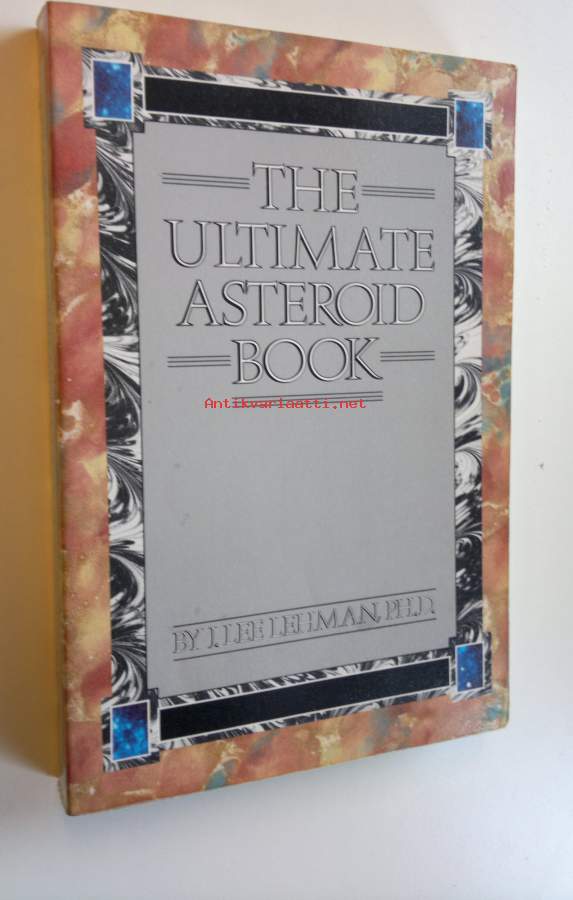 THE
ULTIMATE
ASTEROID
BOOK
Antikvariaatti.net
BY J. LEE LEHMAN, PH.D.